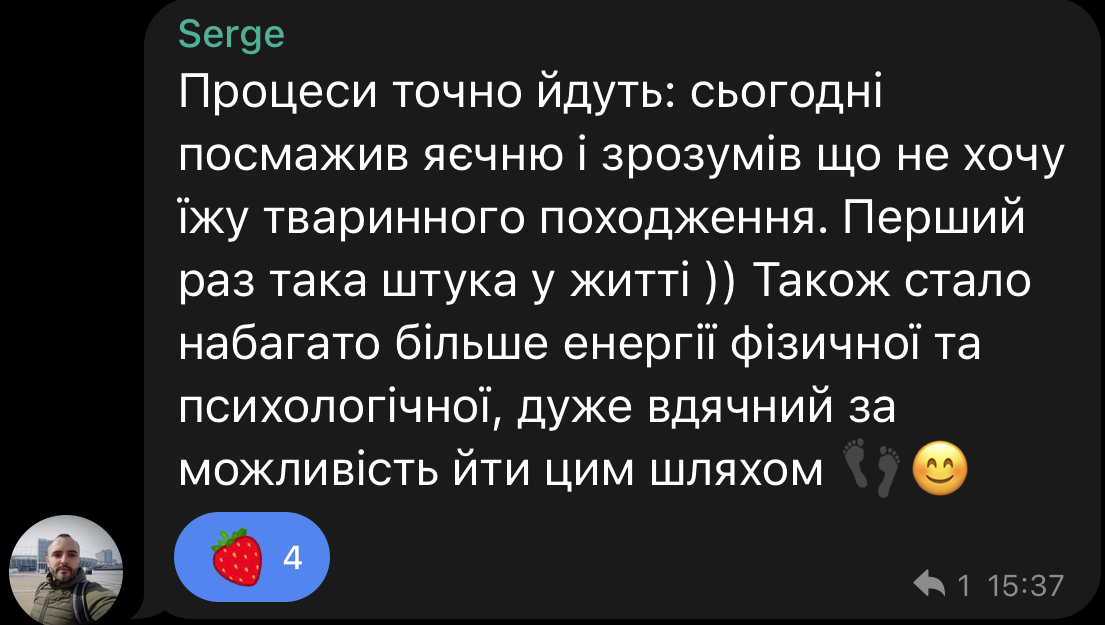 Serge
Процеси точно йдуть: сьогодні
посмажив яєчню і зрозумів що не хочу
їжу тваринного походження. Перший
раз така штука у житті )) Також стало
набагато більше енергії фізичної та
психологічної, дуже вдячний за
можливість йти цим шляхом 👣😊
🍓 4
1 15:37